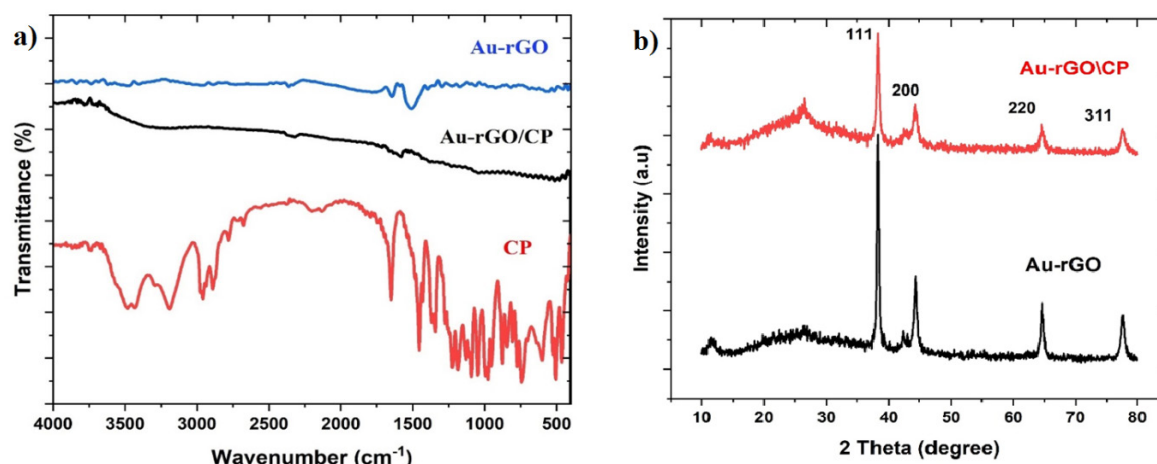 a)
Au-rGO
Au-rGO/CP
CP
Transmittance (%)
4000 3500 3000 2500 2000 1500 1000 500
Wavenumber (cm-1)
b)
111
Au-rGO\CP
200
220
311
Au-rGO
Intensity (a.u)
10 20 30 40 50 60 70 80
2 Theta (degree)